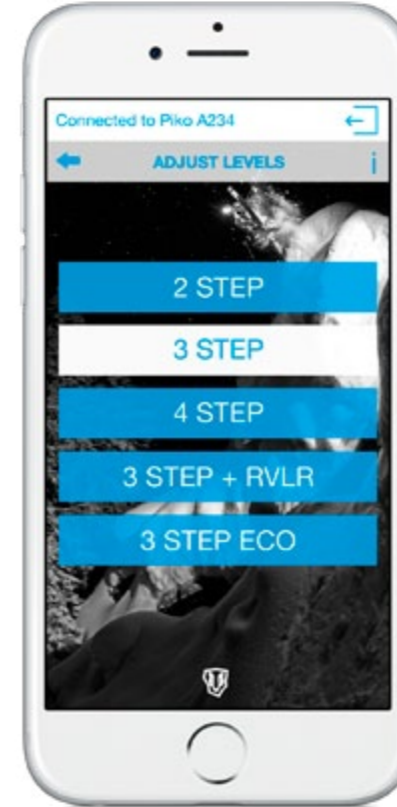 Connected to Piko A234
ADJUST LEVELS
i
2 STEP
3 STEP
4 STEP
3 STEP + RVLR
3 STEP ECO